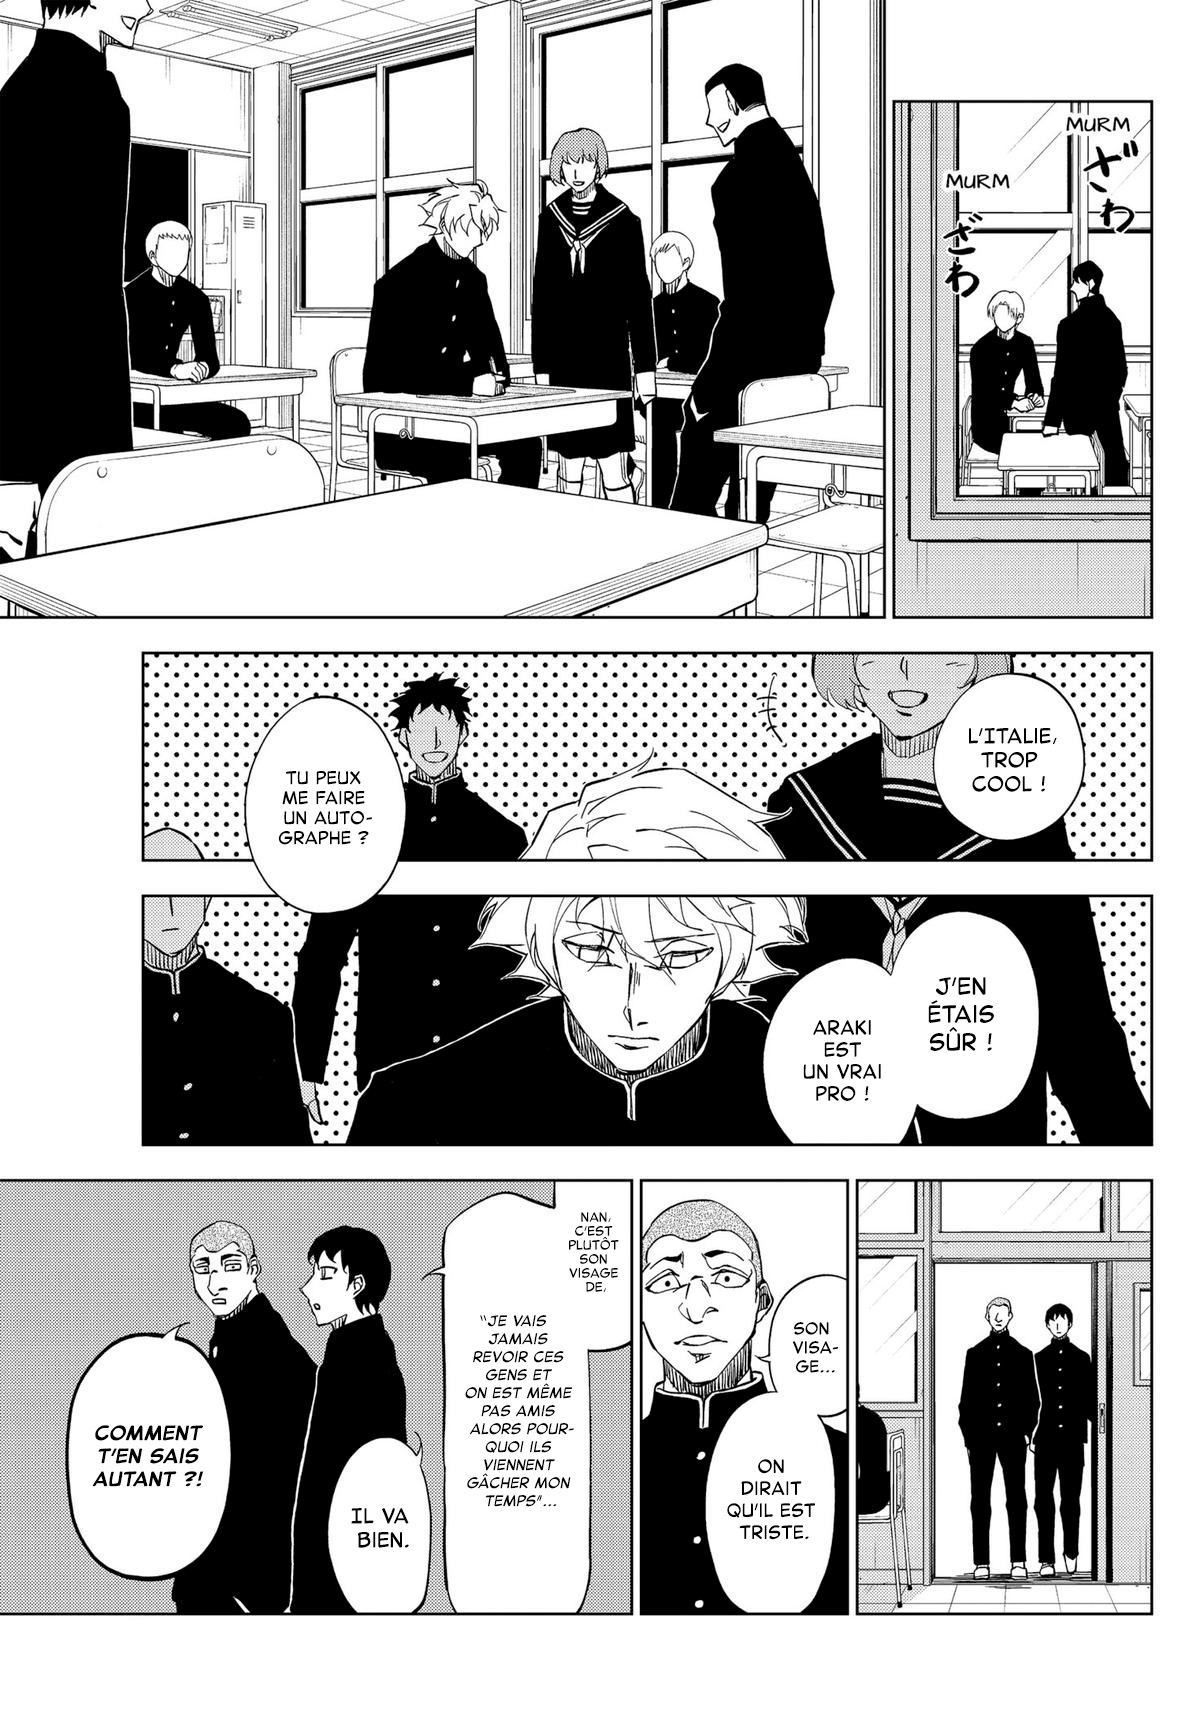 MURM
ざわ
MURM
ざわ
L'ITALIE,
TROP
COOL !
TU PEUX
ME FAIRE
UN AUTO-
GRAPHE ?
J'EN
ÉTAIS
SÛR !
ARAKI
EST
UN VRAI
PRO !
SON
VISA-
GE...
ON
DIRAIT
QU'IL EST
TRISTE.
NAN,
C'EST
PLUTÔT
SON
VISAGE
DE,
"JE VAIS
JAMAIS
REVOIR CES
GENS ET
ON EST MÊME
PAS AMIS
ALORS POUR-
QUOI ILS
VIENNENT
GÂCHER MON
TEMPS"...
IL VA
BIEN.
COMMENT
T'EN SAIS
AUTANT ?!